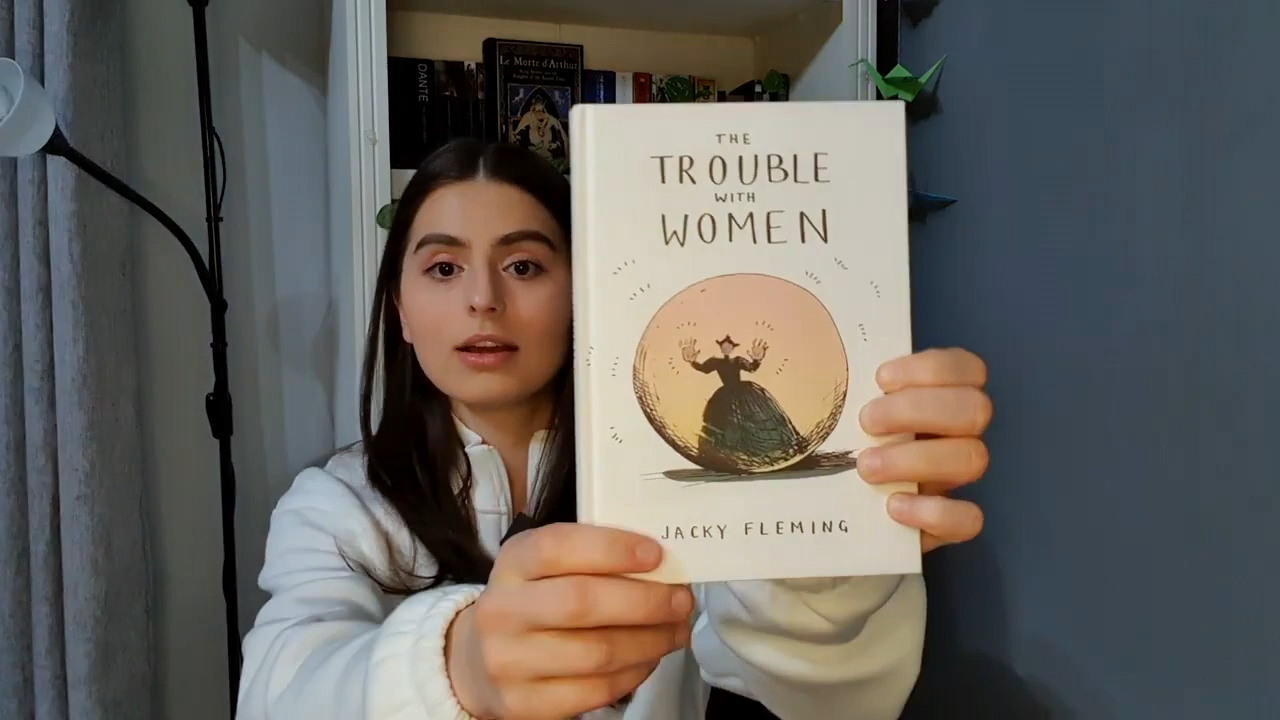 DANTE
Le Morte d'Arthur
THE
TROUBLE
WITH
WOMEN
JACKY FLEMING